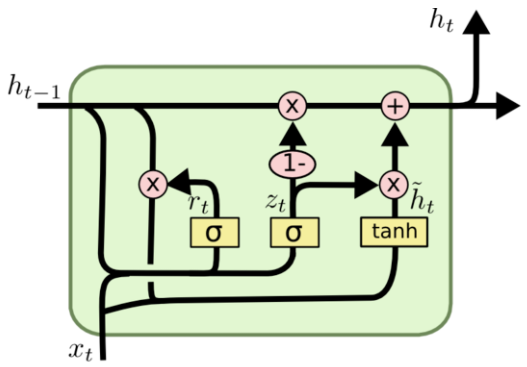 h_t
h_{t-1}
x
+
1-
x
r_t
z_t
x
h̃_t
σ
σ
tanh
x_t